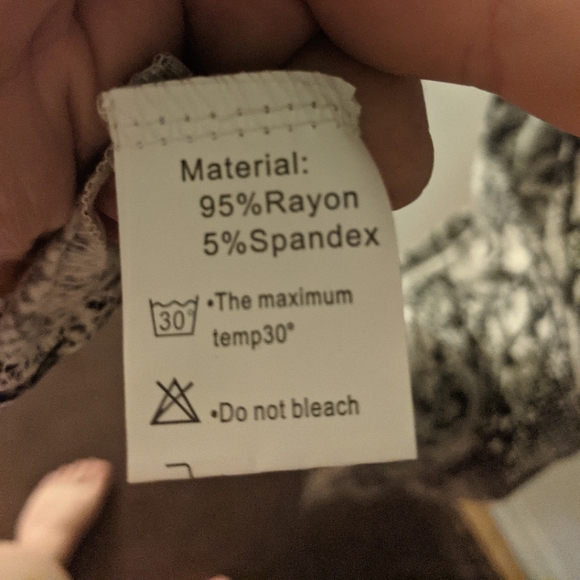 Material:
95%Rayon
5%Spandex
30°
•The maximum
temp30°
•Do not bleach